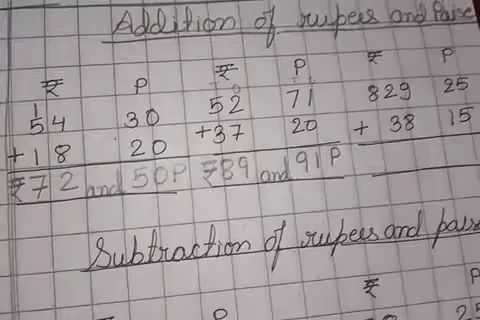 Addition of rupees and Paise
₹ P ₹ P ₹ P
1
54 30 52 71 829 25
+18 20 +37 20 + 38 15
₹72 and 50P ₹89 and 91P
Subtraction of rupees and paise
₹ P
P 25